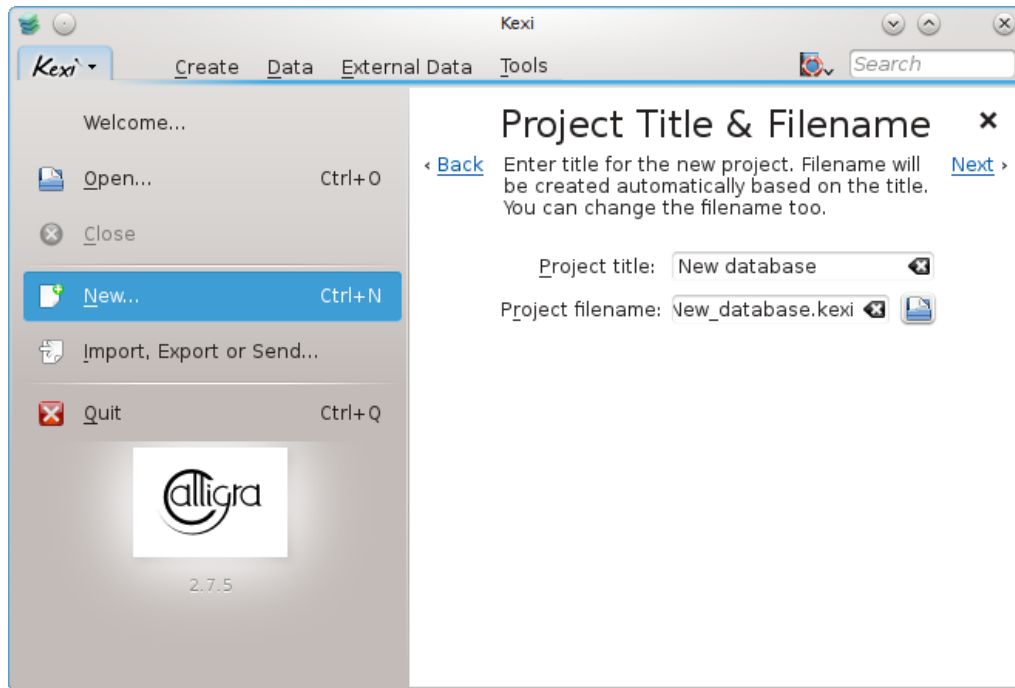 Kexi
Kexi Create Data External Data Tools Search
Welcome...
Open... Ctrl+O
Close
New... Ctrl+N
Import, Export or Send...
Quit Ctrl+Q
Calligra
2.7.5
Project Title & Filename
‹ Back
Enter title for the new project. Filename will
be created automatically based on the title.
You can change the filename too.
Next ›
Project title: New database
Project filename: New_database.kexi